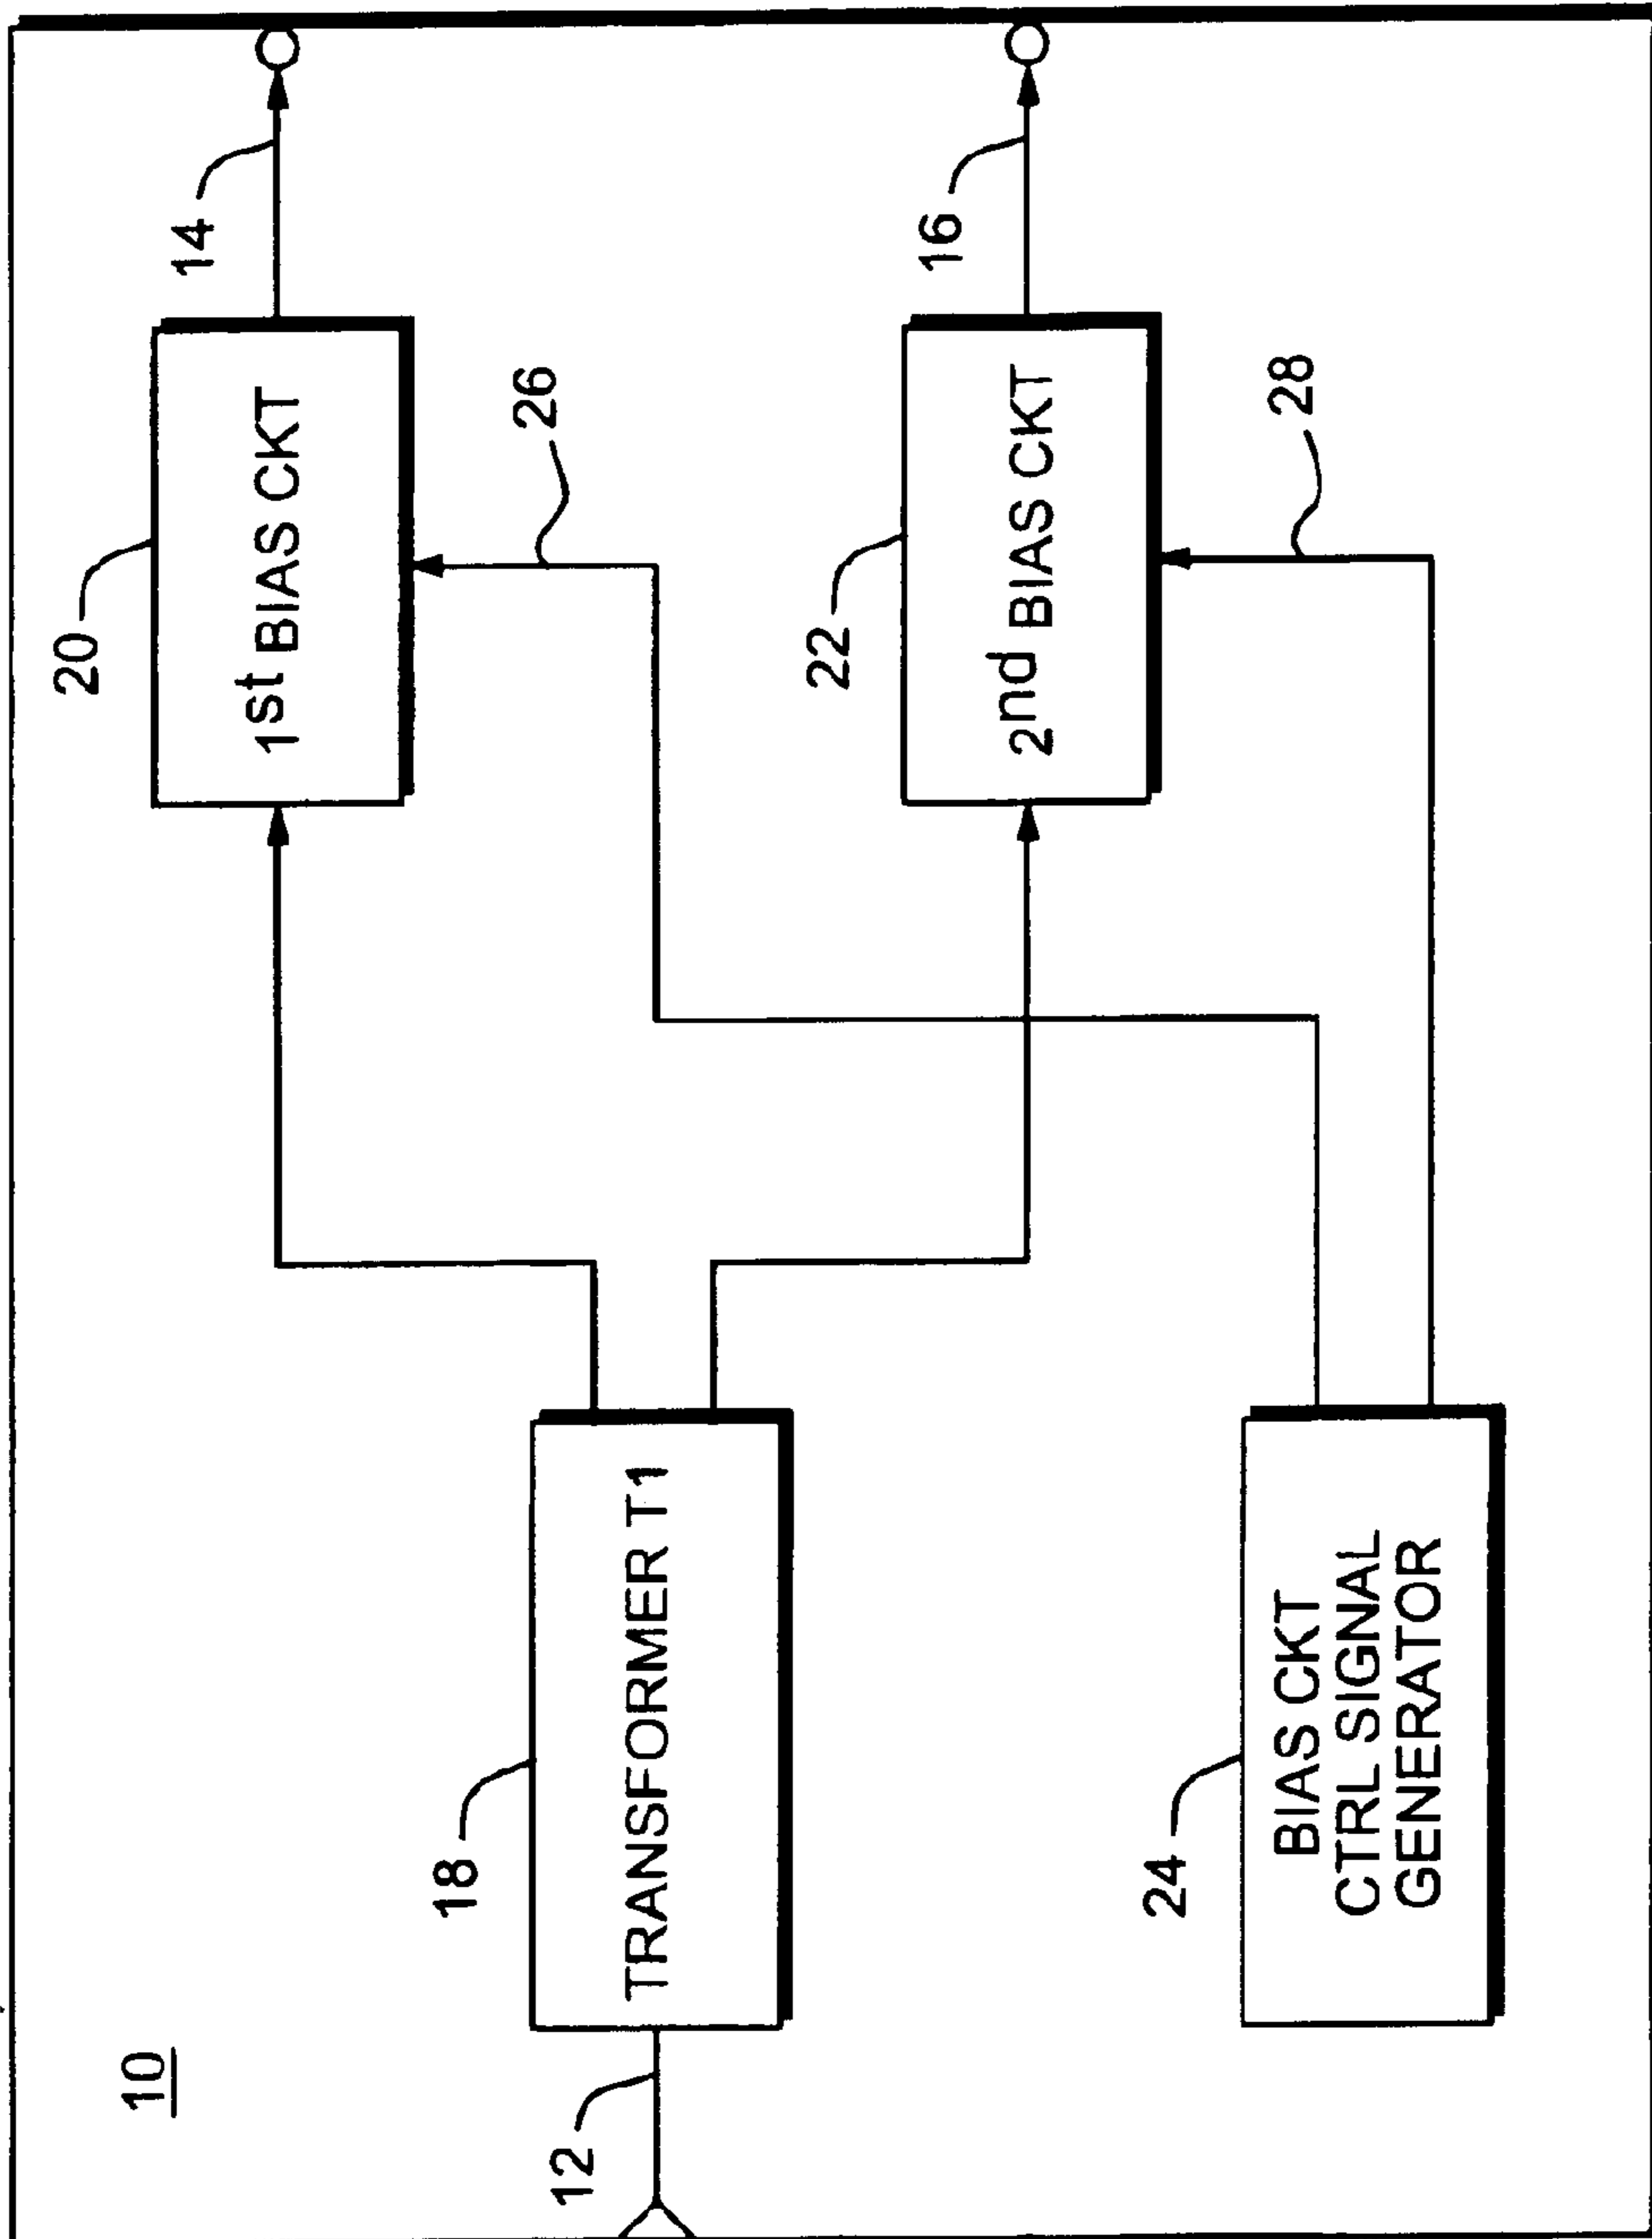 10
12
18
TRANSFORMER T1
20
1st BIAS CKT
14
26
22
2nd BIAS CKT
16
28
24
BIAS CKT
CTRL SIGNAL
GENERATOR